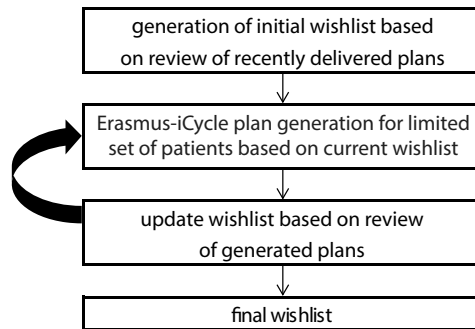 generation of initial wishlist based
on review of recently delivered plans
Erasmus-iCycle plan generation for limited
set of patients based on current wishlist
update wishlist based on review
of generated plans
final wishlist